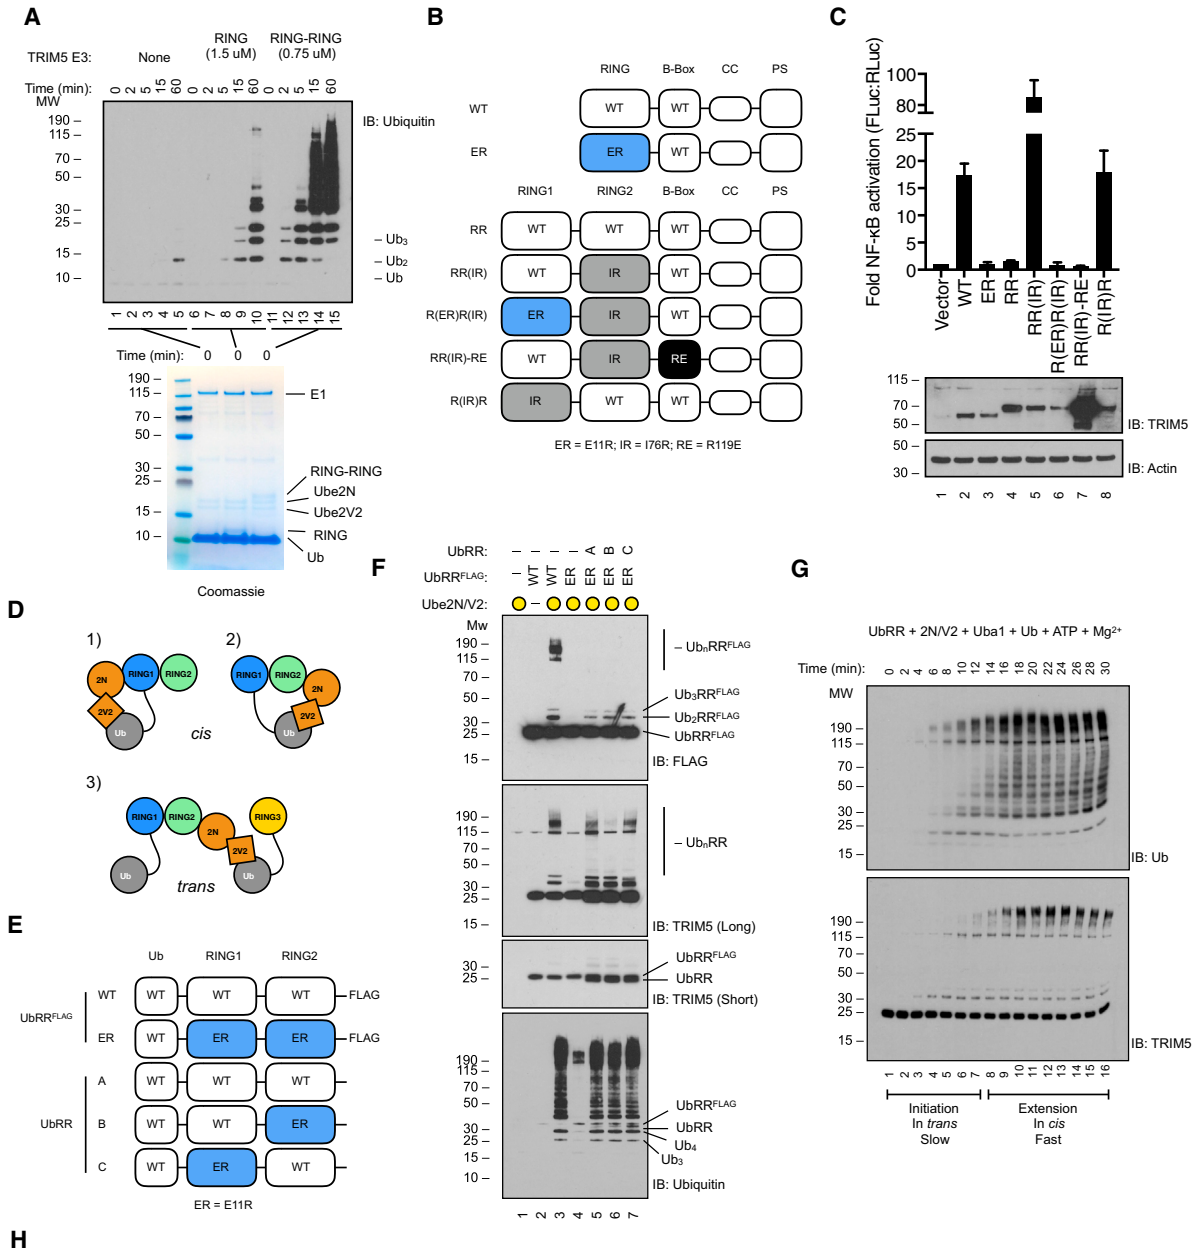 A
TRIM5 E3:
None
RING
(1.5 uM)
RING-RING
(0.75 uM)
Time (min):
0 2 5 15 60 0 2 5 15 60 0 2 5 15 60
MW
190 –
115 –
70 –
50 –
30 –
25 –
15 –
10 –
IB: Ubiquitin
– Ub3
– Ub2
– Ub
1 2 3 4 5 6 7 8 9 10 11 12 13 14 15
Time (min): 0 0 0
190 –
115 –
70 –
50 –
30 –
25 –
15 –
10 –
E1
RING-RING
Ube2N
Ube2V2
RING
Ub
Coomassie
B
RING B-Box CC PS
WT WT WT
ER ER WT
RING1 RING2 B-Box CC PS
RR WT WT WT
RR(IR) WT IR WT
R(ER)R(IR) ER IR WT
RR(IR)-RE WT IR RE
R(IR)R IR WT WT
ER = E11R; IR = I76R; RE = R119E
C
Fold NF-κB activation (FLuc:RLuc)
100
80
25
20
15
10
5
0
Vector
WT
ER
RR
RR(IR)
R(ER)R(IR)
RR(IR)-RE
R(IR)R
115 –
70 –
50 –
IB: TRIM5
50 –
30 –
IB: Actin
1 2 3 4 5 6 7 8
D
1)
2N
RING1
RING2
2V2
Ub
2)
RING1
RING2
2N
2V2
Ub
cis
3)
RING1
RING2
2N
RING3
2V2
Ub
Ub
trans
E
Ub RING1 RING2
UbRRFLAG
WT WT WT WT FLAG
ER WT ER ER FLAG
UbRR
A WT WT WT
B WT WT ER
C WT ER WT
ER = E11R
F
UbRR: – – – – A B C
UbRRFLAG: – WT WT ER ER ER ER
Ube2N/V2: –
Mw
190 –
115 –
70 –
50 –
30 –
25 –
15 –
– UbnRRFLAG
Ub3RRFLAG
Ub2RRFLAG
UbRRFLAG
IB: FLAG
190 –
115 –
70 –
50 –
30 –
25 –
15 –
– UbnRR
IB: TRIM5 (Long)
30 –
25 –
UbRRFLAG
UbRR
IB: TRIM5 (Short)
190 –
115 –
70 –
50 –
30 –
25 –
15 –
10 –
UbRRFLAG
UbRR
Ub4
Ub3
IB: Ubiquitin
1 2 3 4 5 6 7
G
UbRR + 2N/V2 + Uba1 + Ub + ATP + Mg2+
Time (min): 0 2 4 6 8 10 12 14 16 18 20 22 24 26 28 30
MW
190 –
115 –
70 –
50 –
30 –
25 –
15 –
IB: Ub
190 –
115 –
70 –
50 –
30 –
25 –
15 –
IB: TRIM5
1 2 3 4 5 6 7 8 9 10 11 12 13 14 15 16
Initiation
In trans
Slow
Extension
In cis
Fast
H